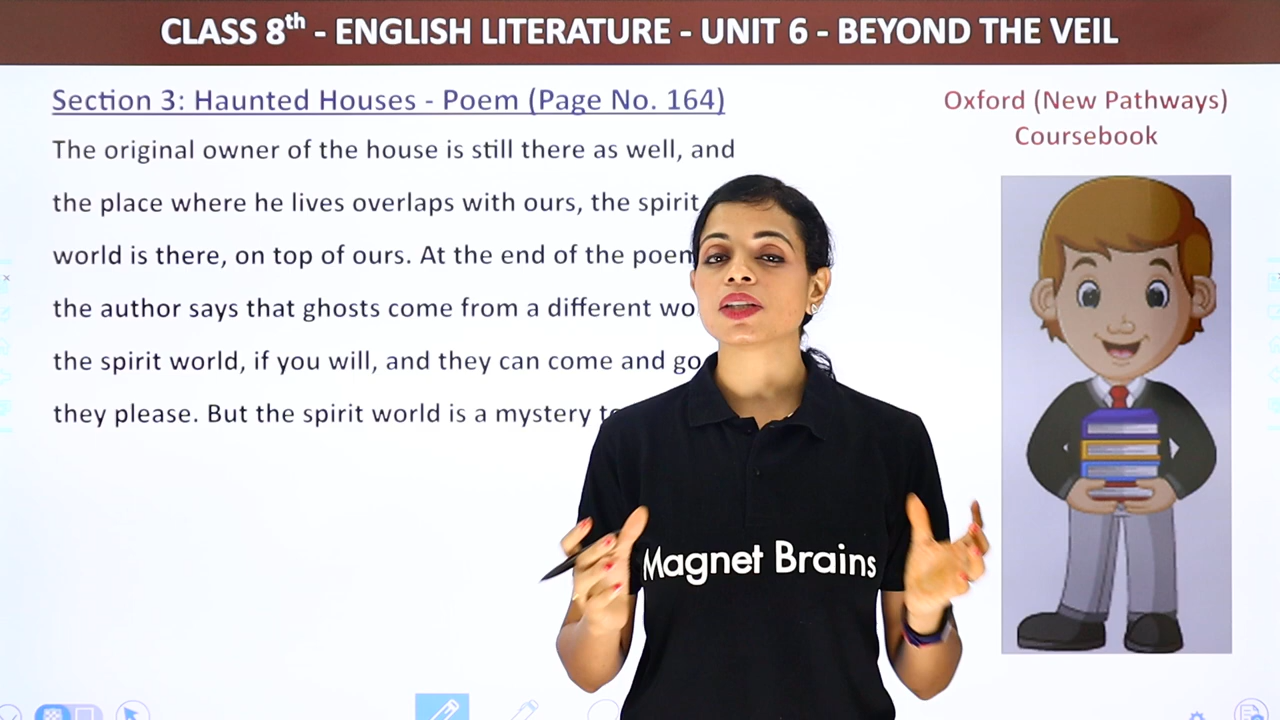 CLASS 8th - ENGLISH LITERATURE - UNIT 6 - BEYOND THE VEIL
Section 3: Haunted Houses - Poem (Page No. 164)
Oxford (New Pathways)
Coursebook
The original owner of the house is still there as well, and
the place where he lives overlaps with ours, the spirit
world is there, on top of ours. At the end of the poem
the author says that ghosts come from a different
the spirit world, if you will, and they can come and go
they please. But the spirit world is a mystery
Magnet Brains